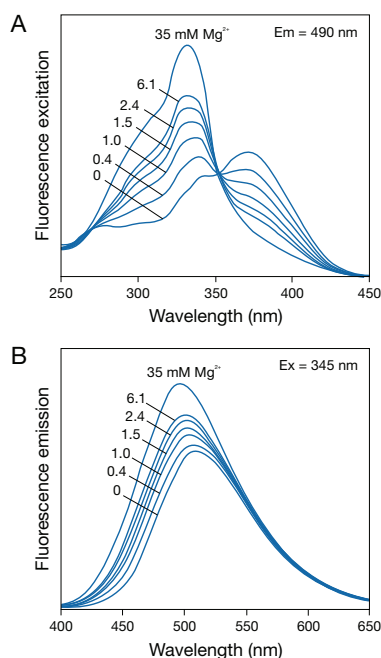 A
35 mM Mg²⁺
Em = 490 nm
6.1
2.4
1.5
1.0
0.4
0
Fluorescence excitation
250 300 350 400 450
Wavelength (nm)
B
35 mM Mg²⁺
Ex = 345 nm
6.1
2.4
1.5
1.0
0.4
0
Fluorescence emission
400 450 500 550 600 650
Wavelength (nm)